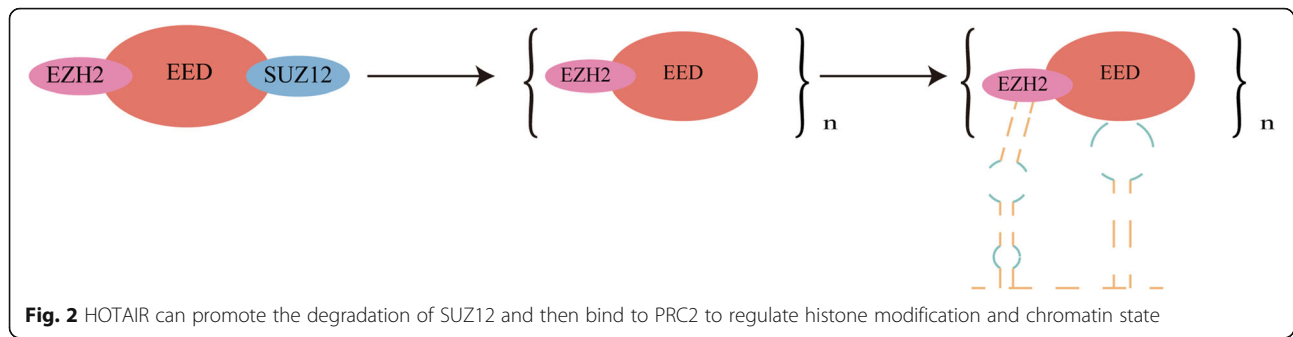 EZH2 EED SUZ12 { EZH2 EED } n { EZH2 EED } n
Fig. 2 HOTAIR can promote the degradation of SUZ12 and then bind to PRC2 to regulate histone modification and chromatin state